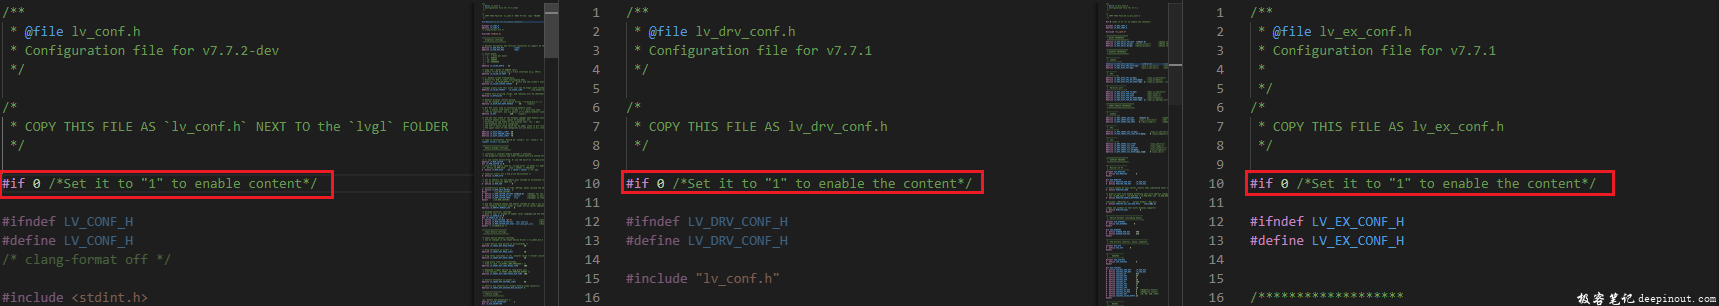 /**
 * @file lv_conf.h
 * Configuration file for v7.7.2-dev
 */

/*
 * COPY THIS FILE AS `lv_conf.h` NEXT TO the `lvgl` FOLDER
 */

#if 0 /*Set it to "1" to enable content*/

#ifndef LV_CONF_H
#define LV_CONF_H
/* clang-format off */

#include <stdint.h>
1 /**
2  * @file lv_drv_conf.h
3  * Configuration file for v7.7.1
4  */
5
6 /*
7  * COPY THIS FILE AS lv_drv_conf.h
8  */
9
10 #if 0 /*Set it to "1" to enable the content*/
11
12 #ifndef LV_DRV_CONF_H
13 #define LV_DRV_CONF_H
14
15 #include "lv_conf.h"
16
1 /**
2  * @file lv_ex_conf.h
3  * Configuration file for v7.7.1
4  *
5  */
6 /*
7  * COPY THIS FILE AS lv_ex_conf.h
8  */
9
10 #if 0 /*Set it to "1" to enable the content*/
11
12 #ifndef LV_EX_CONF_H
13 #define LV_EX_CONF_H
14
15
16 /*******************
极客笔记 deepinout.com